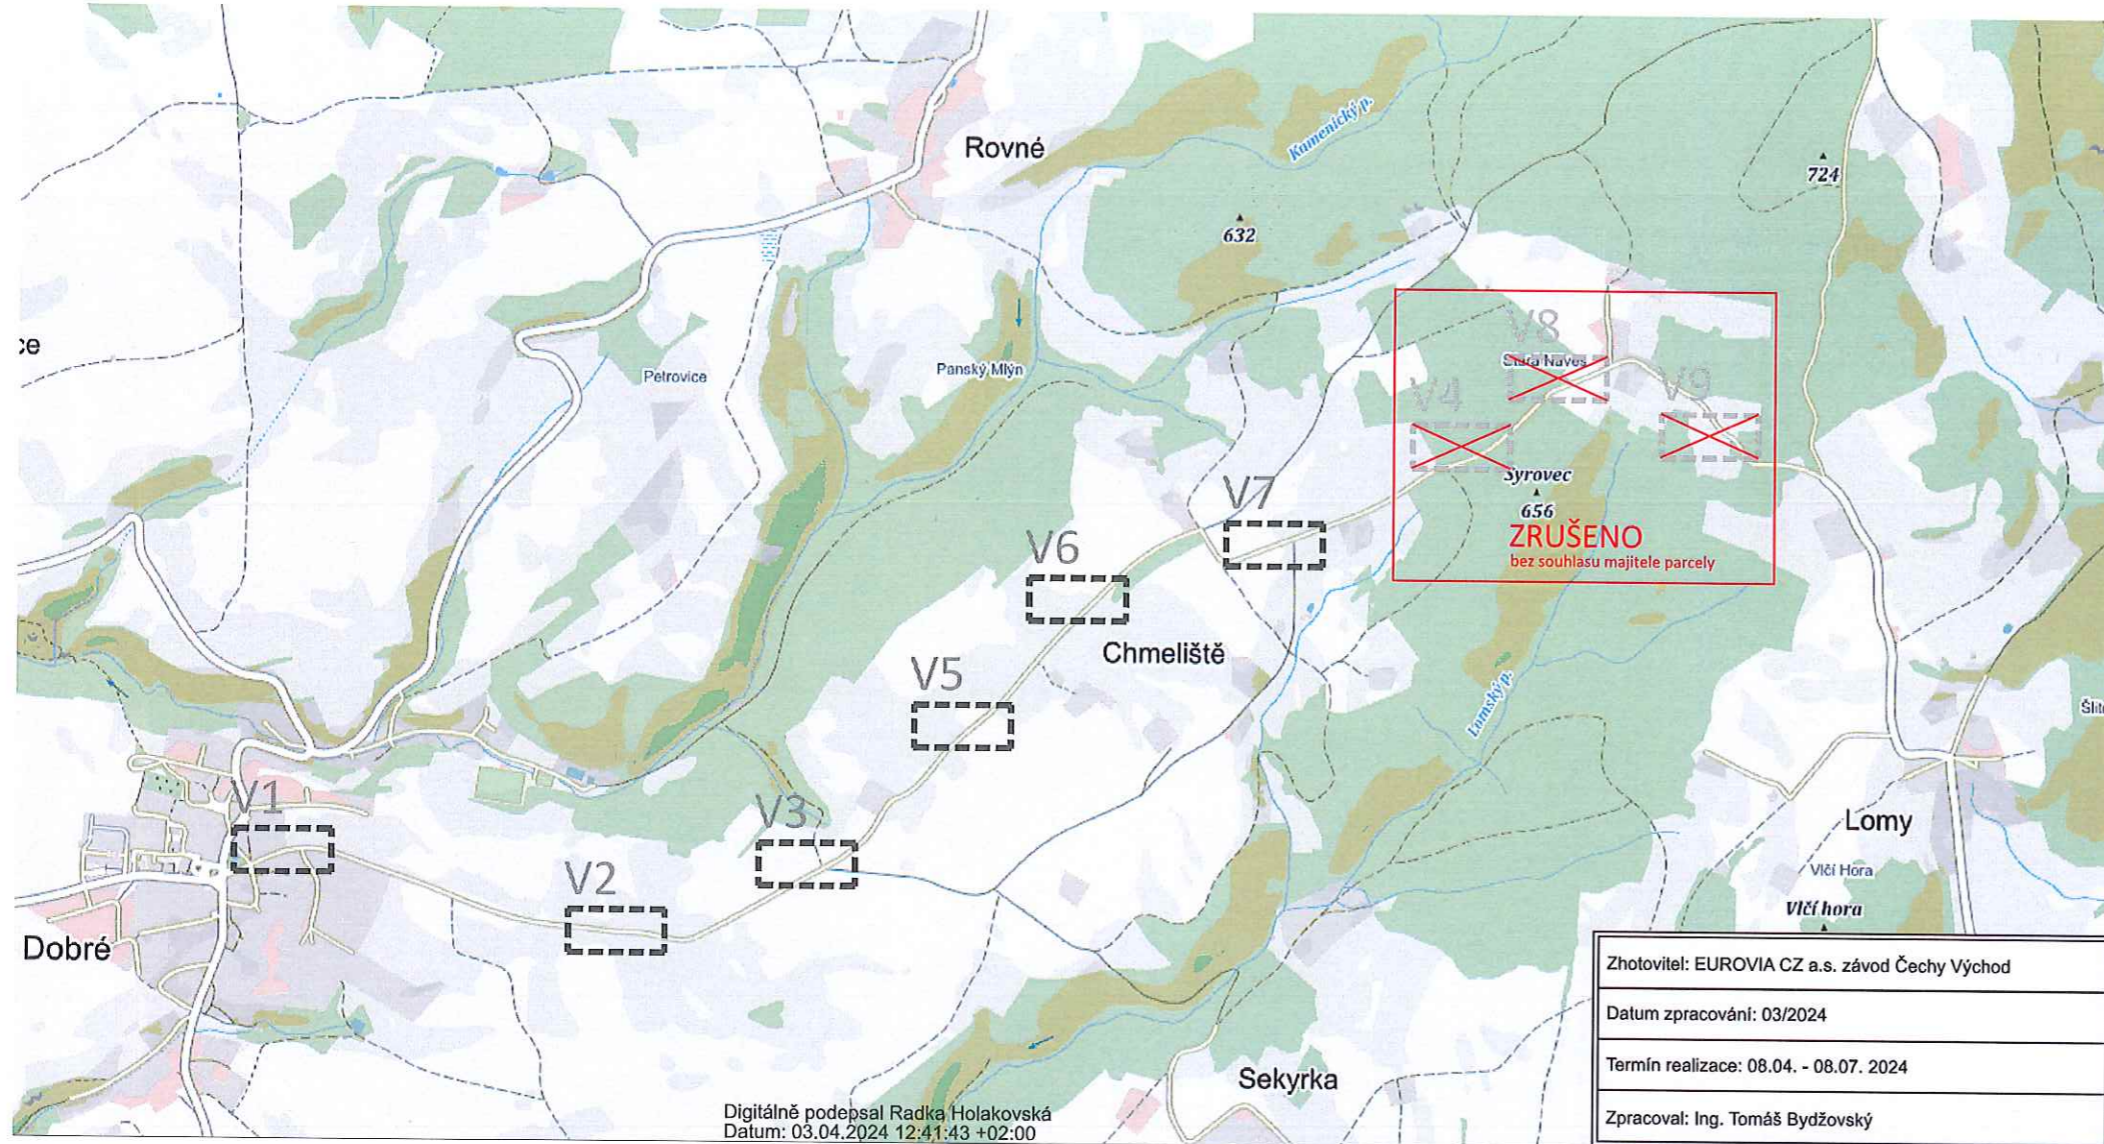 Rovné
Kamenický p.
724
632
ce
Petrovice
Panský Mlýn
V8
Stará Náves
V4
V9
Syrovec
656
ZRUŠENO
bez souhlasu majitele parcely
V7
V6
Chmeliště
V5
Lomský p.
V1
V3
V2
Lomy
Vlčí Hora
Vlčí hora
Dobré
Sekyrka
Digitálně podepsal Radka Holakovská
Datum: 03.04.2024 12:41:43 +02:00
Zhotovitel: EUROVIA CZ a.s. závod Čechy Východ
Datum zpracování: 03/2024
Termín realizace: 08.04. - 08.07. 2024
Zpracoval: Ing. Tomáš Bydžovský